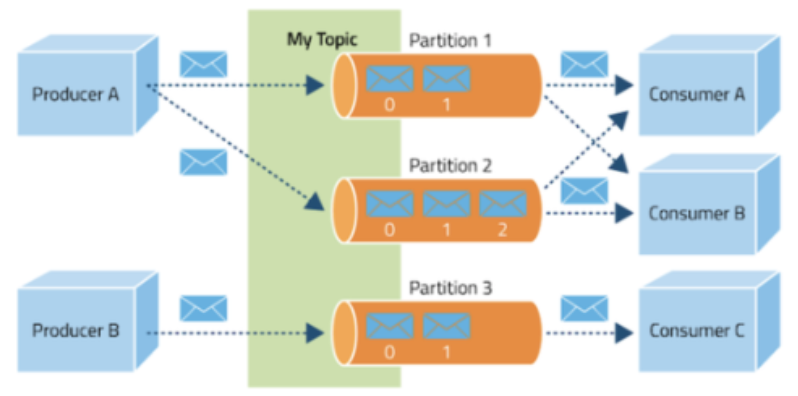 My Topic
Partition 1
Producer A
0 1
Consumer A
Partition 2
0 1 2
Consumer B
Partition 3
Producer B
0 1
Consumer C